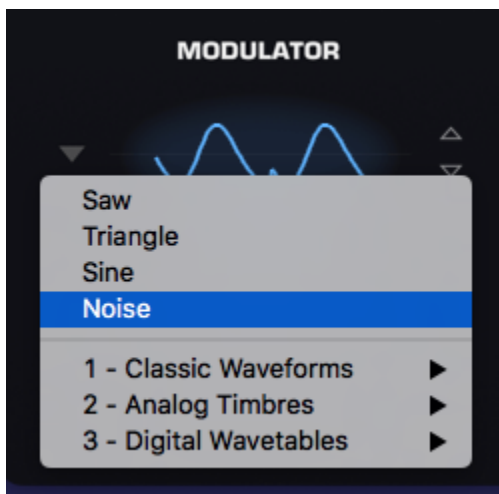 MODULATOR
Saw
Triangle
Sine
Noise
1 - Classic Waveforms
2 - Analog Timbres
3 - Digital Wavetables